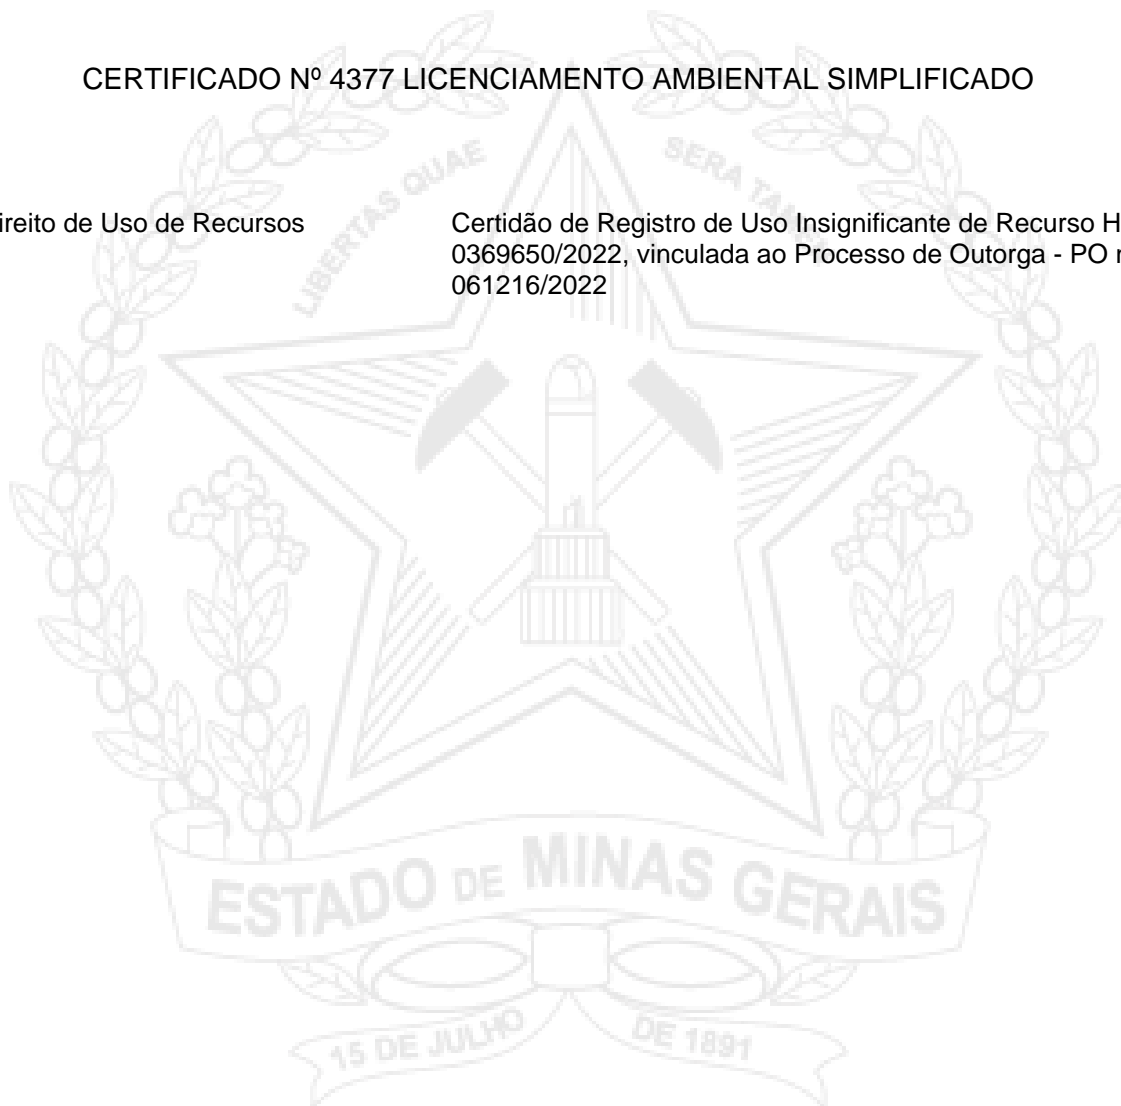 CERTIFICADO Nº 4377 LICENCIAMENTO AMBIENTAL SIMPLIFICADO
LIBERTAS QUAE SERA TAMEN
ireito de Uso de Recursos
Certidão de Registro de Uso Insignificante de Recurso H
0369650/2022, vinculada ao Processo de Outorga - PO
061216/2022
ESTADO DE MINAS GERAIS
15 DE JULHO DE 1891